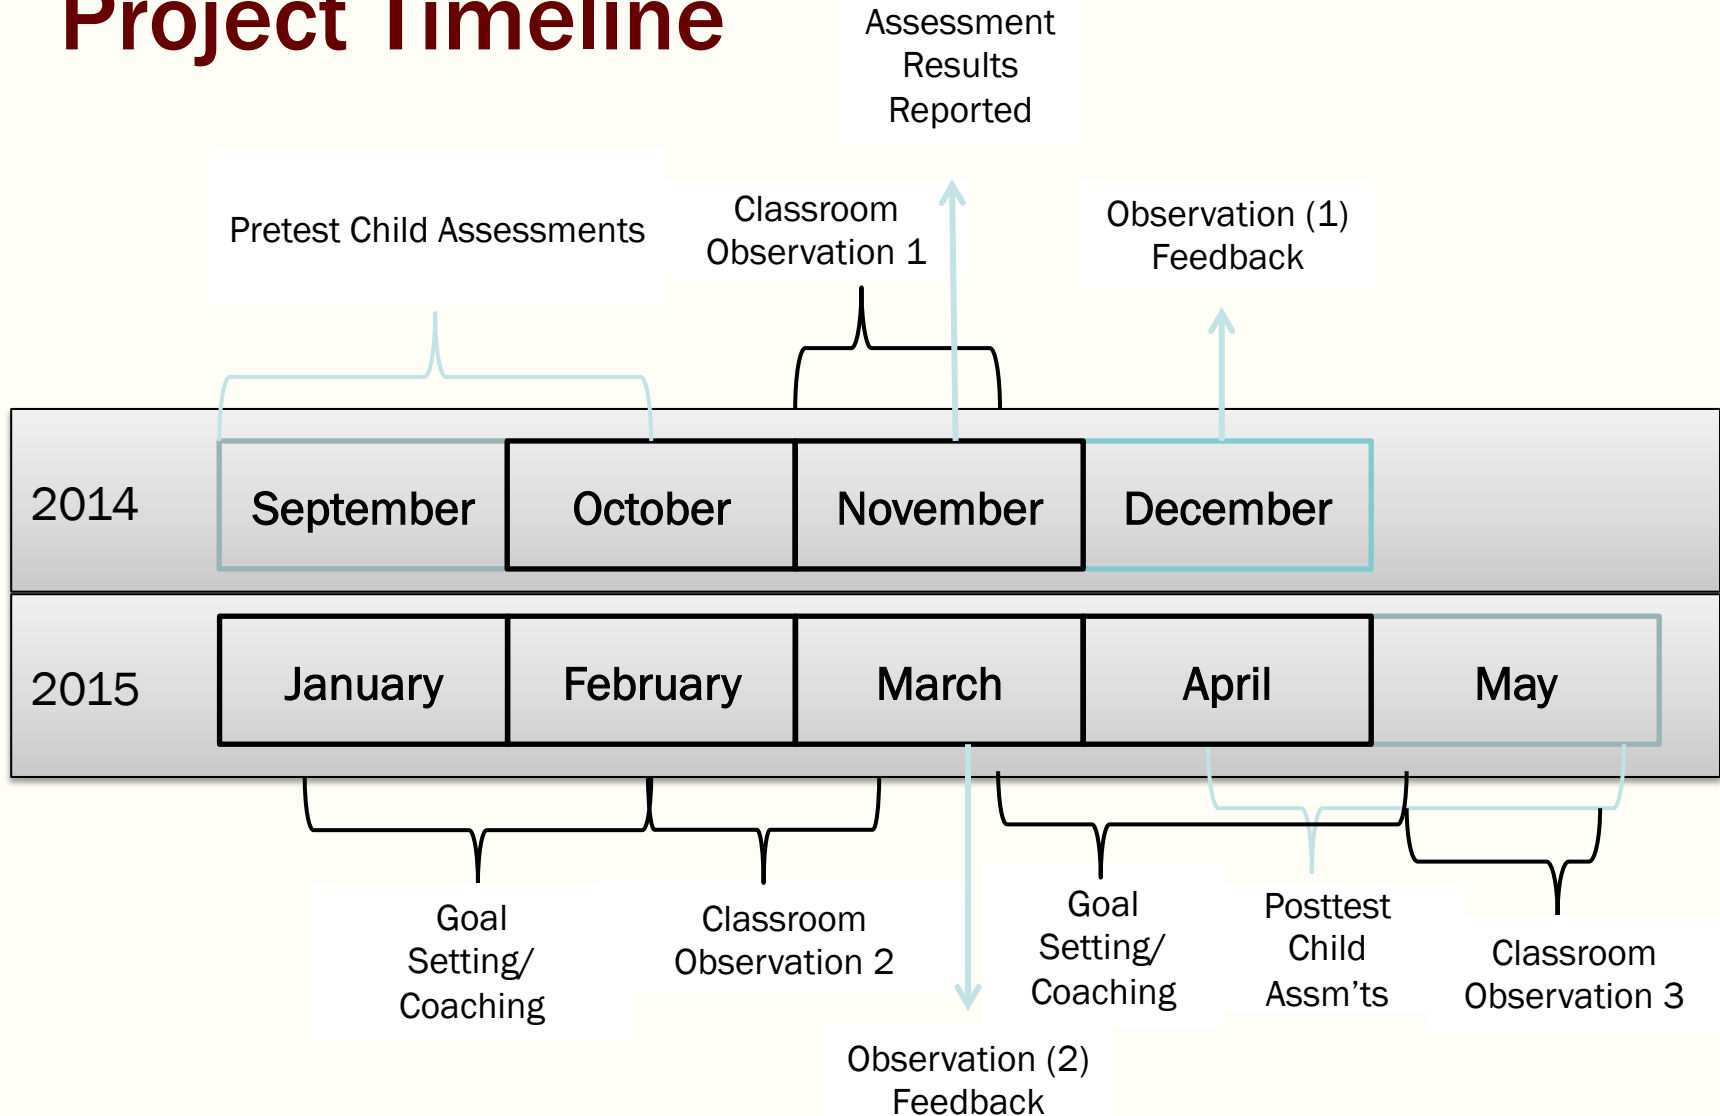 Project Timeline
Assessment
Results
Reported
Pretest Child Assessments
Classroom
Observation 1
Observation (1)
Feedback
2014
September
October
November
December
2015
January
February
March
April
May
Goal
Setting/
Coaching
Classroom
Observation 2
Observation (2)
Feedback
Goal
Setting/
Coaching
Posttest
Child
Assm’ts
Classroom
Observation 3